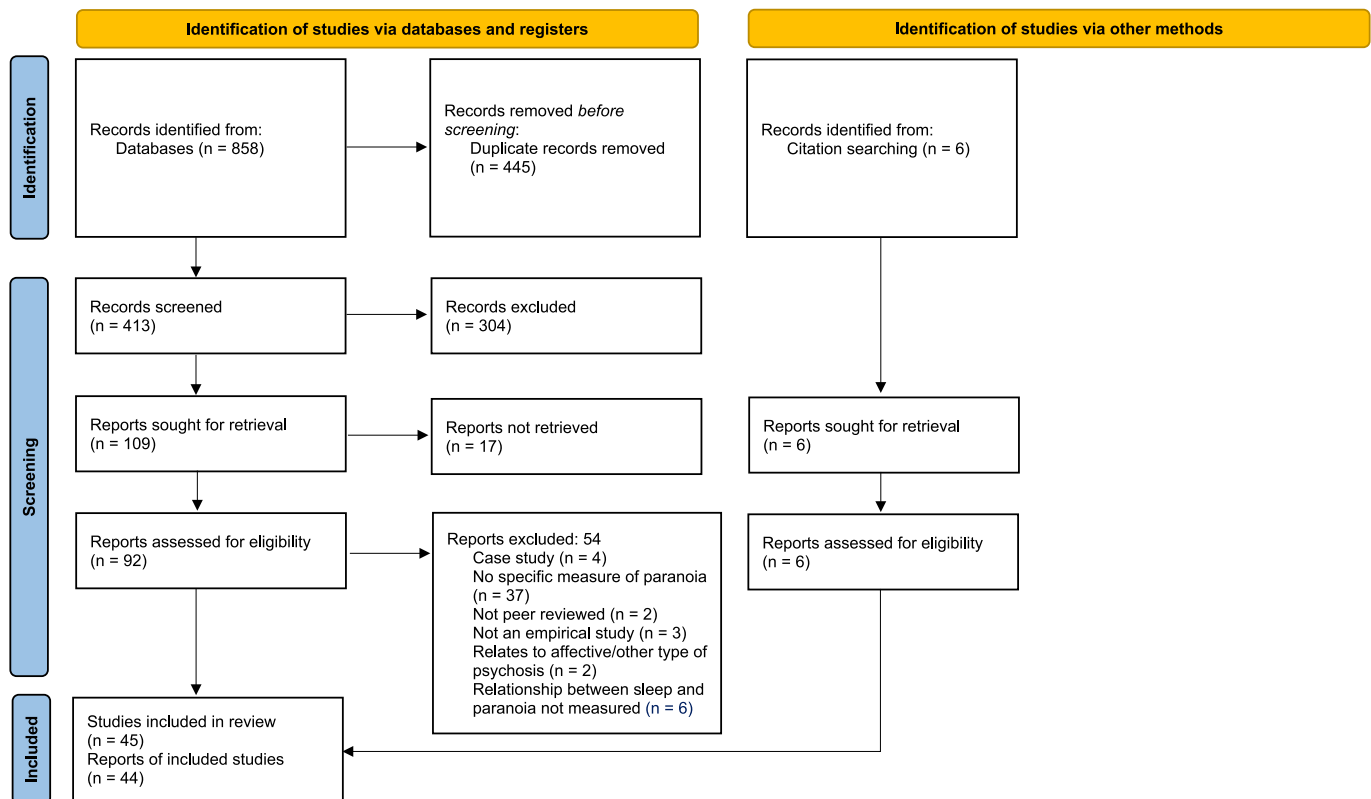 Identification of studies via databases and registers
Identification of studies via other methods
Identification
Records identified from:
Databases (n = 858)
Records removed before
screening:
Duplicate records removed
(n = 445)
Records identified from:
Citation searching (n = 6)
Screening
Records screened
(n = 413)
Records excluded
(n = 304)
Reports sought for retrieval
(n = 109)
Reports not retrieved
(n = 17)
Reports sought for retrieval
(n = 6)
Reports assessed for eligibility
(n = 92)
Reports excluded: 54
Case study (n = 4)
No specific measure of paranoia
(n = 37)
Not peer reviewed (n = 2)
Not an empirical study (n = 3)
Relates to affective/other type of
psychosis (n = 2)
Relationship between sleep and
paranoia not measured (n = 6)
Reports assessed for eligibility
(n = 6)
Included
Studies included in review
(n = 45)
Reports of included studies
(n = 44)